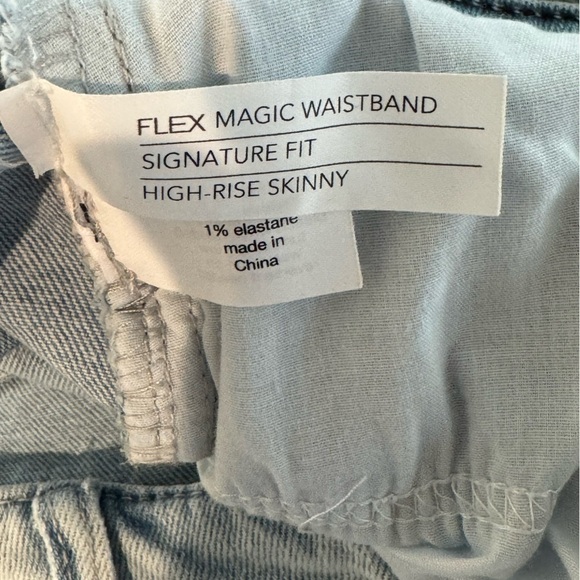 FLEX MAGIC WAISTBAND
SIGNATURE FIT
HIGH-RISE SKINNY
1% elastane
made in
China